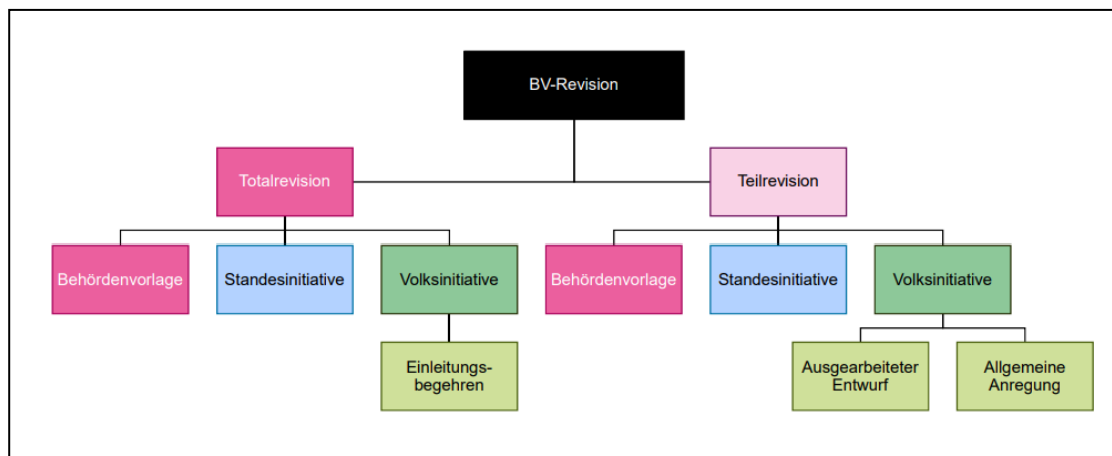 BV-Revision
Totalrevision
Teilrevision
Behördenvorlage
Standesinitiative
Volksinitiative
Behördenvorlage
Standesinitiative
Volksinitiative
Einleitungs-
begehren
Ausgearbeiteter
Entwurf
Allgemeine
Anregung